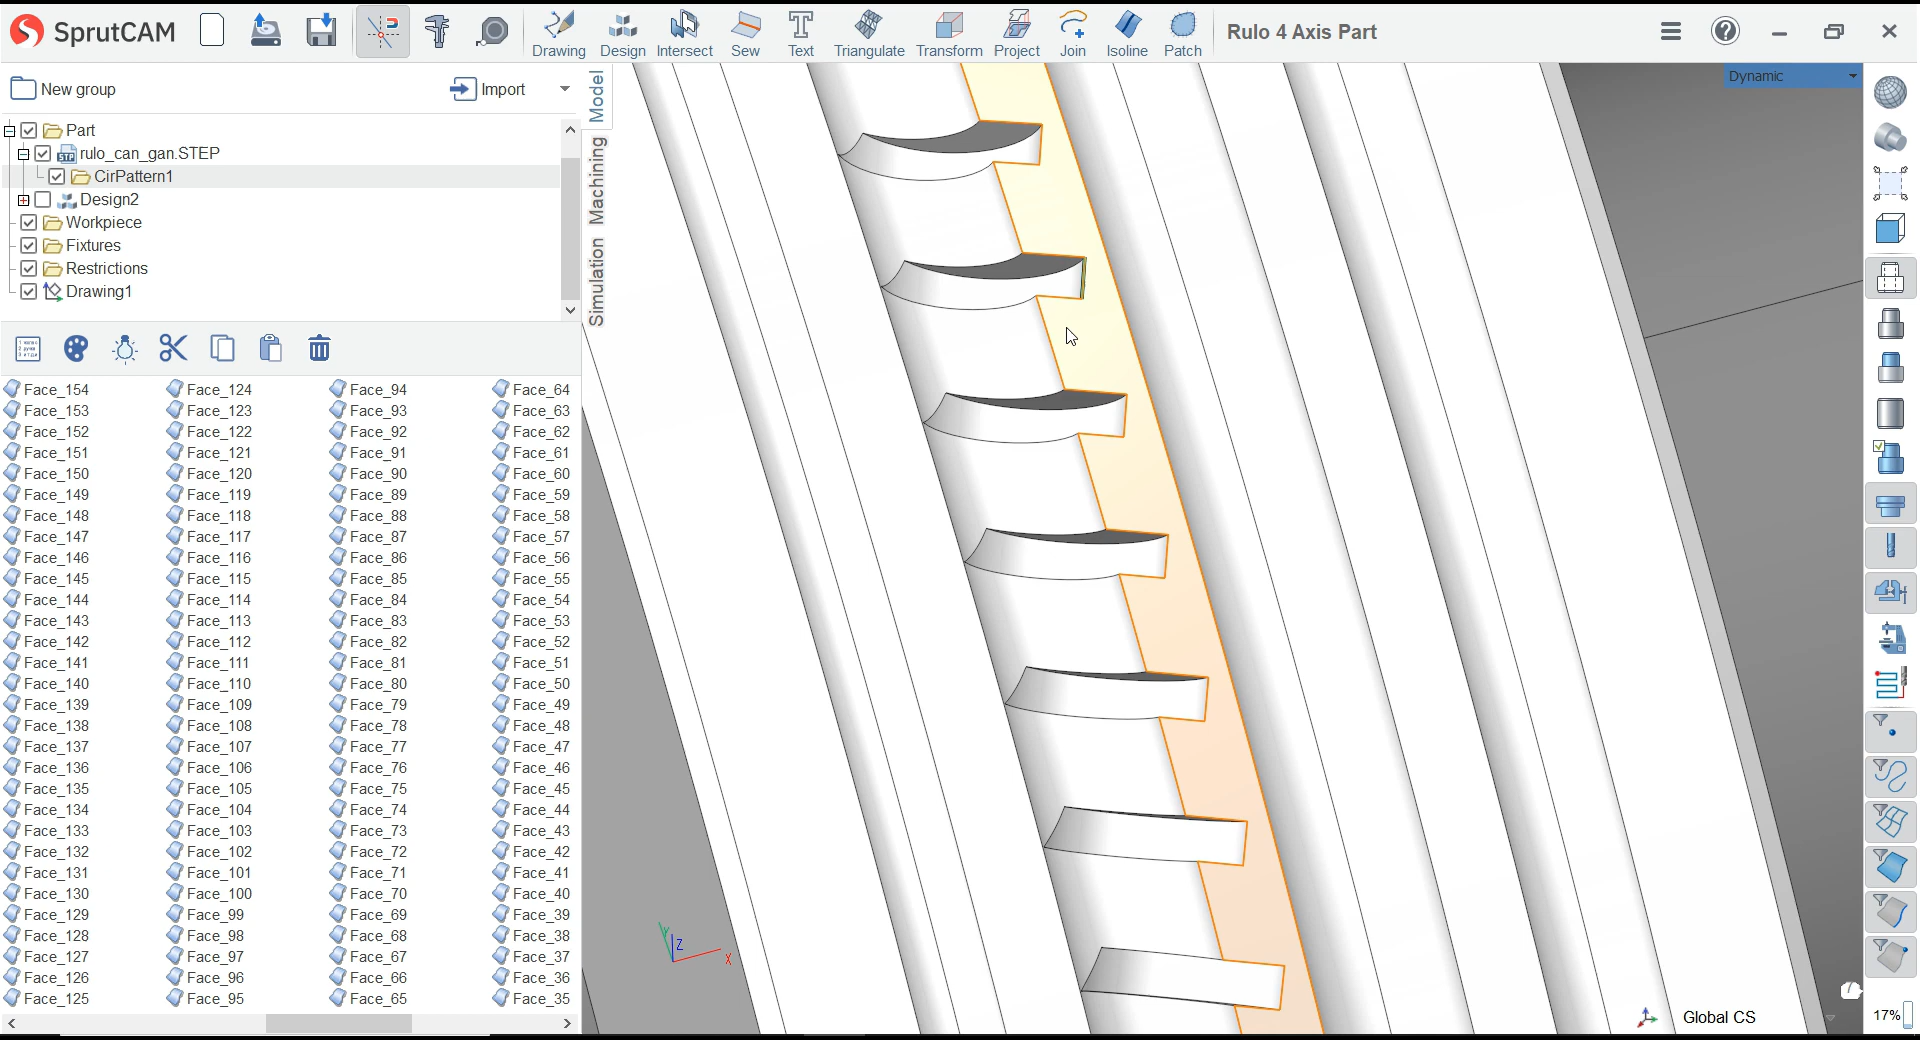 SprutCAM
Drawing Design Intersect Sew Text Triangulate Transform Project Join Isoline Patch
Rulo 4 Axis Part
New group
Import
Model
Machining
Simulation
Dynamic
Part
rulo_can_gan.STEP
CirPattern1
Design2
Workpiece
Fixtures
Restrictions
Drawing1
Face_154 Face_124 Face_94 Face_64
Face_153 Face_123 Face_93 Face_63
Face_152 Face_122 Face_92 Face_62
Face_151 Face_121 Face_91 Face_61
Face_150 Face_120 Face_90 Face_60
Face_149 Face_119 Face_89 Face_59
Face_148 Face_118 Face_88 Face_58
Face_147 Face_117 Face_87 Face_57
Face_146 Face_116 Face_86 Face_56
Face_145 Face_115 Face_85 Face_55
Face_144 Face_114 Face_84 Face_54
Face_143 Face_113 Face_83 Face_53
Face_142 Face_112 Face_82 Face_52
Face_141 Face_111 Face_81 Face_51
Face_140 Face_110 Face_80 Face_50
Face_139 Face_109 Face_79 Face_49
Face_138 Face_108 Face_78 Face_48
Face_137 Face_107 Face_77 Face_47
Face_136 Face_106 Face_76 Face_46
Face_135 Face_105 Face_75 Face_45
Face_134 Face_104 Face_74 Face_44
Face_133 Face_103 Face_73 Face_43
Face_132 Face_102 Face_72 Face_42
Face_131 Face_101 Face_71 Face_41
Face_130 Face_100 Face_70 Face_40
Face_129 Face_99 Face_69 Face_39
Face_128 Face_98 Face_68 Face_38
Face_127 Face_97 Face_67 Face_37
Face_126 Face_96 Face_66 Face_36
Face_125 Face_95 Face_65 Face_35
Y
Z
X
Global CS
17%